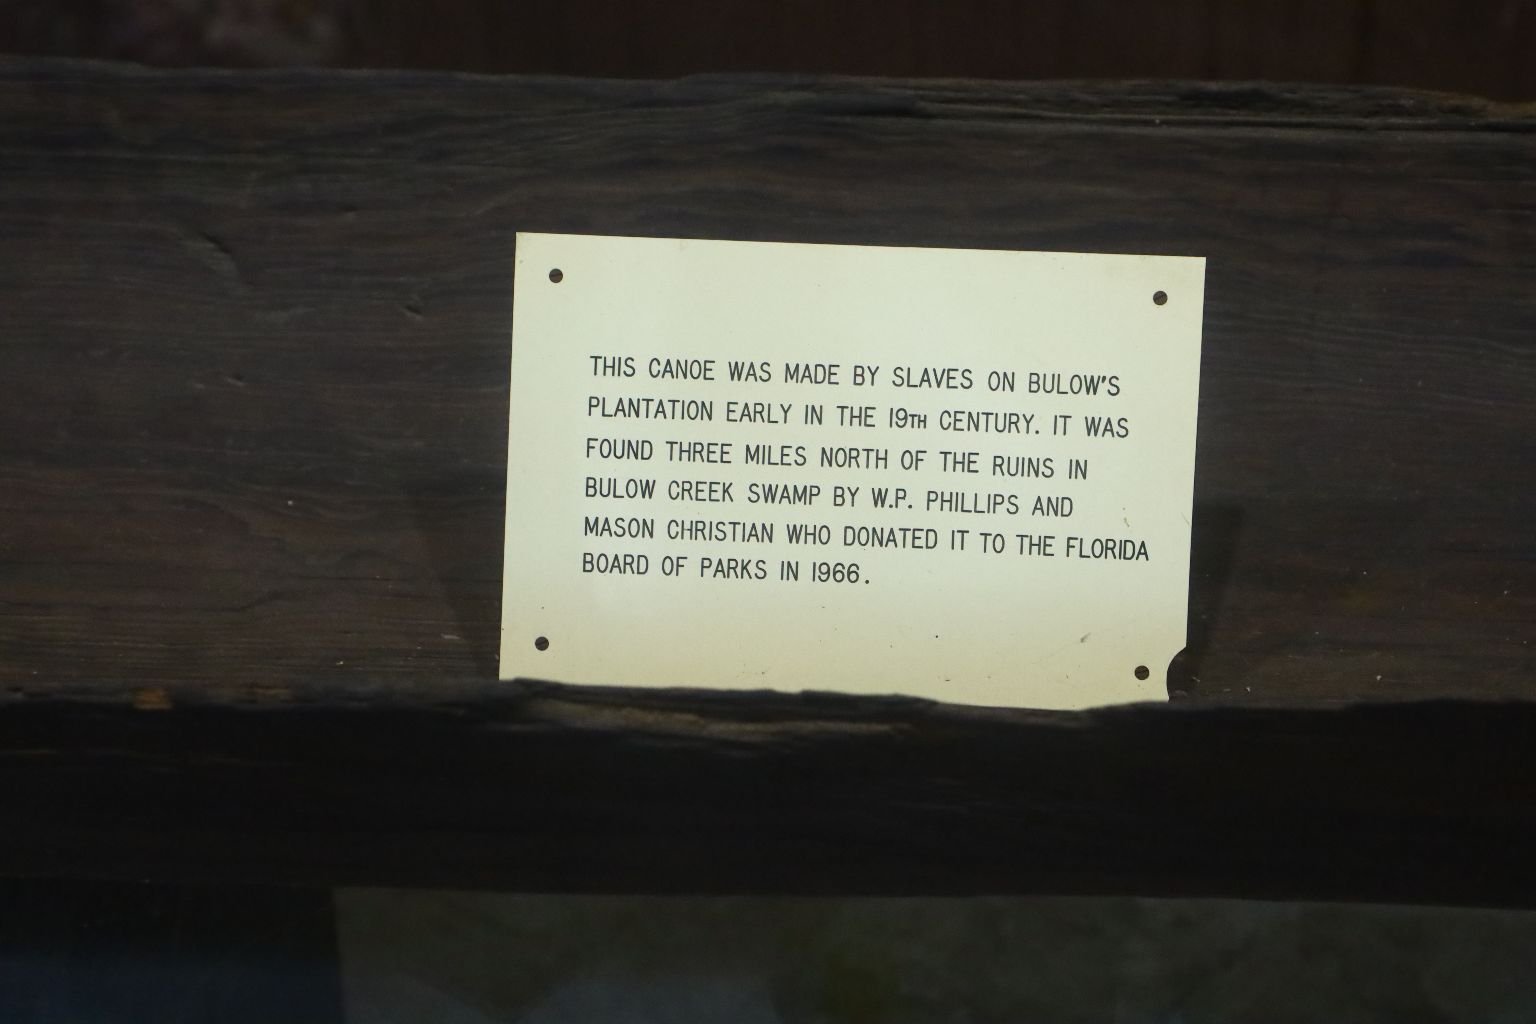 THIS CANOE WAS MADE BY SLAVES ON BULOW'S
PLANTATION EARLY IN THE 19TH CENTURY. IT WAS
FOUND THREE MILES NORTH OF THE RUINS IN
BULOW CREEK SWAMP BY W.P. PHILLIPS AND
MASON CHRISTIAN WHO DONATED IT TO THE FLORIDA
BOARD OF PARKS IN 1966.